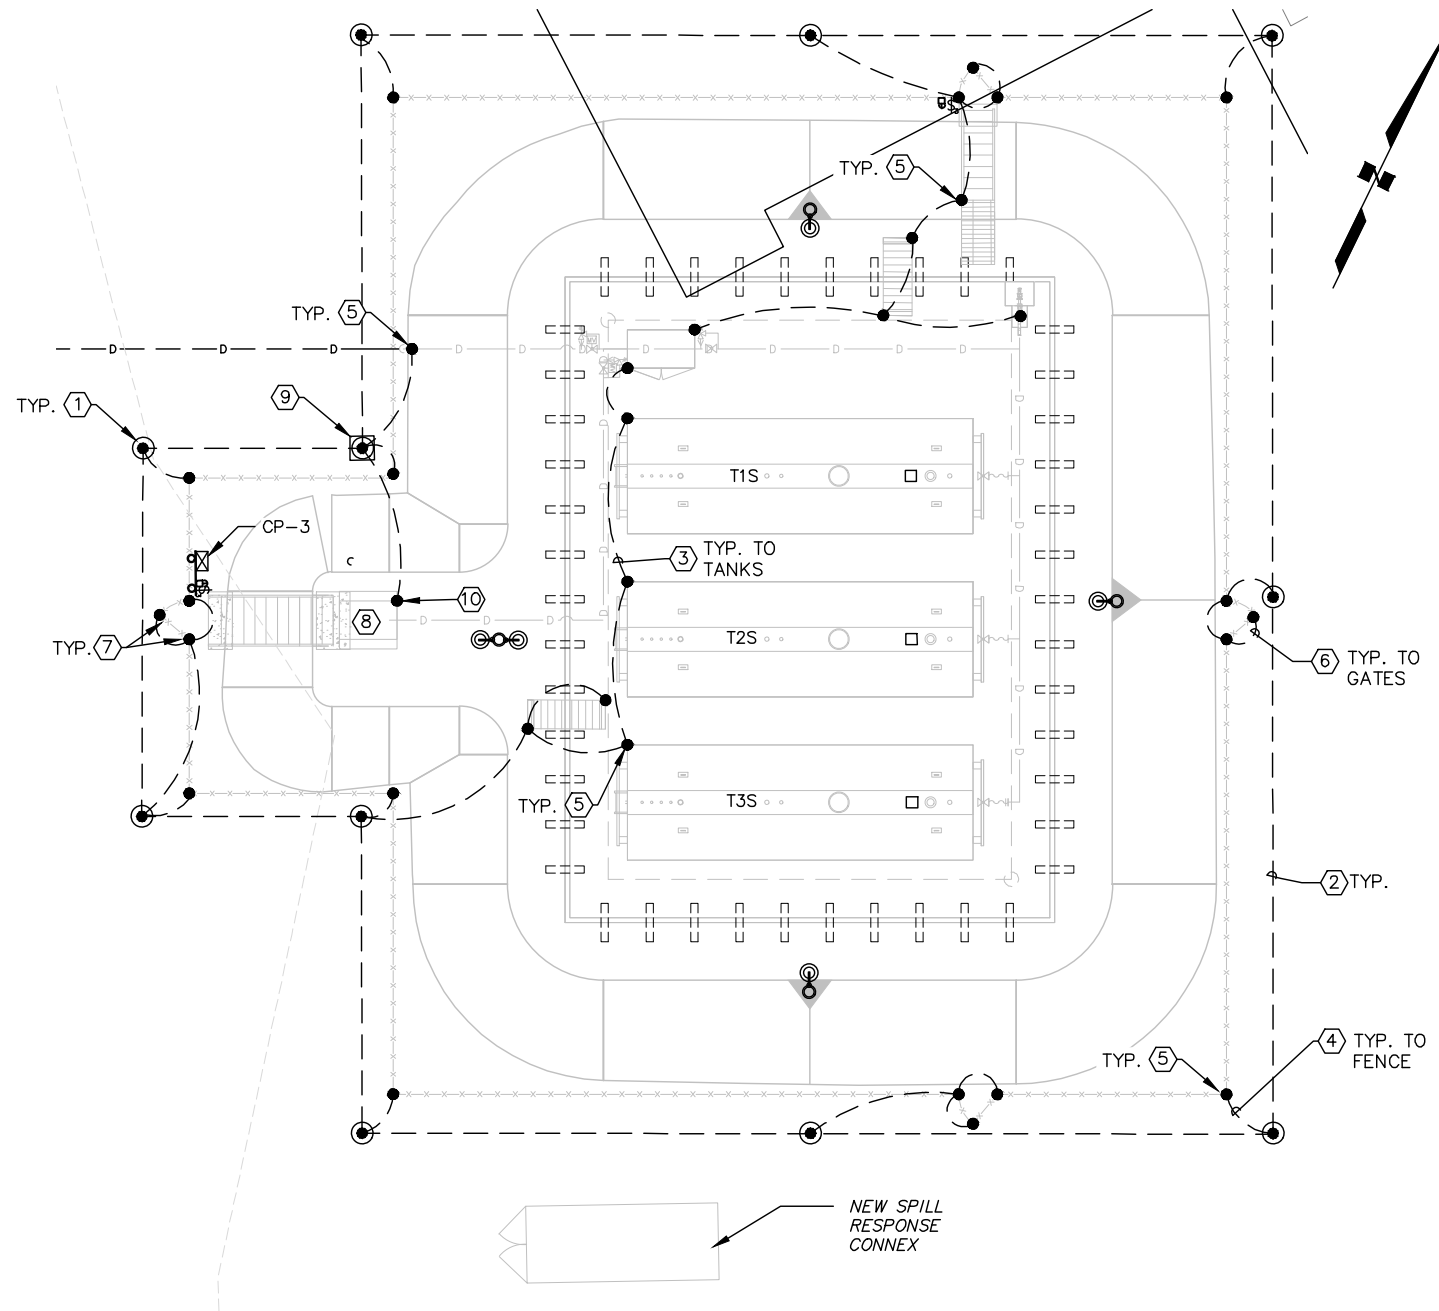 $
TYP. 5
TYP. 5
D D D
D D D D D D D D
9
TYP. 1
T1S
CP-3
C
3 TYP. TO
TANKS
$
10
8
D D
T2S
TYP. 7
6 TYP. TO
GATES
TYP. 5
T3S
2 TYP.
4 TYP. TO
FENCE
TYP. 5
NEW SPILL
RESPONSE
CONNEX